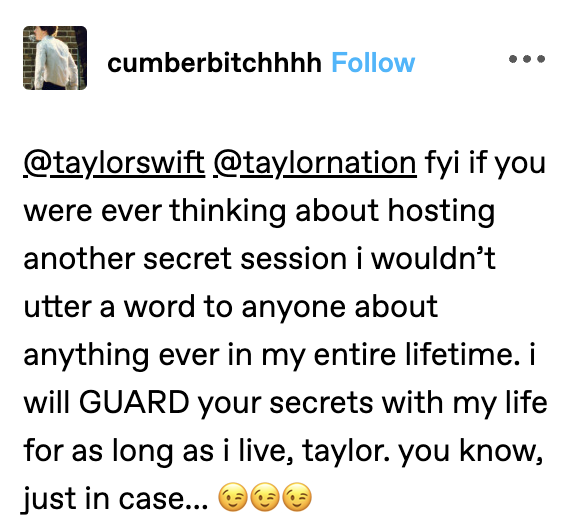 cumberbitchhhh Follow
@taylorswift @taylornation fyi if you
were ever thinking about hosting
another secret session i wouldn’t
utter a word to anyone about
anything ever in my entire lifetime. i
will GUARD your secrets with my life
for as long as i live, taylor. you know,
just in case... 😉😉😉